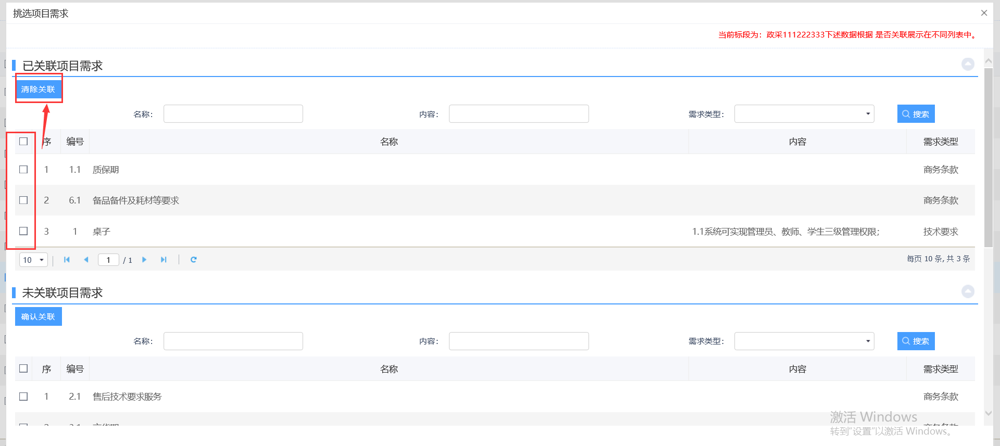 挑选项目需求
当前标段为：政采111222333下述数据根据 是否关联展示在不同列表中。
已关联项目需求
清除关联
名称： 内容： 需求类型： 搜索
序 编号 名称 内容 需求类型
1 1.1 质保期 商务条款
2 6.1 备品备件及耗材等要求 商务条款
3 1 桌子 1.1系统可实现管理员、教师、学生三级管理权限； 技术要求
10 1 / 1 每页 10 条, 共 3 条
未关联项目需求
确认关联
名称： 内容： 需求类型： 搜索
序 编号 名称 内容 需求类型
1 2.1 售后技术要求服务 商务条款
激活 Windows
转到"设置"以激活 Windows。